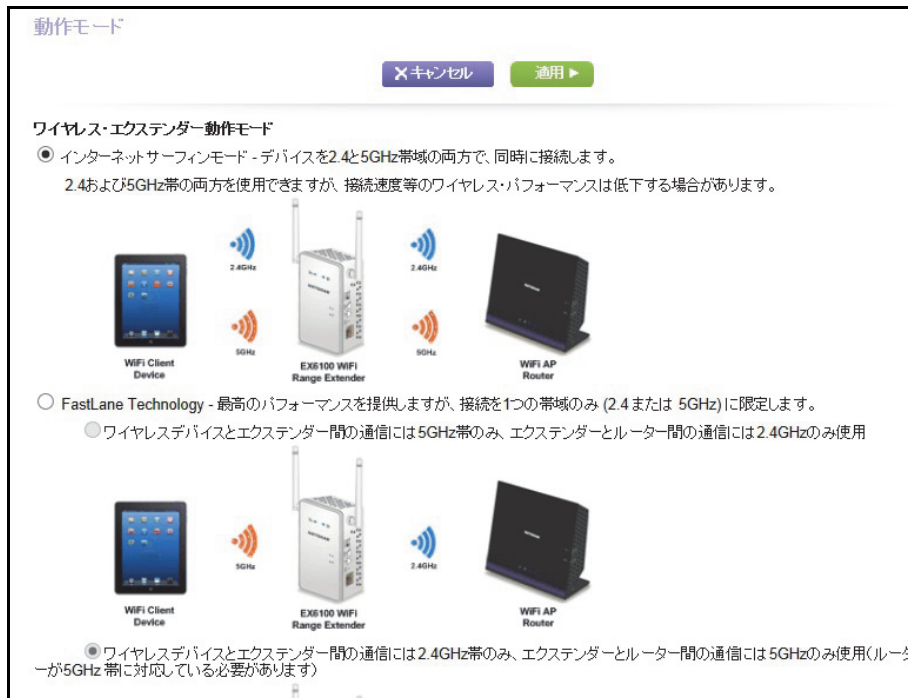 動作モード
キャンセル
適用
ワイヤレス・エクステンダー動作モード
インターネットサーフィンモード - デバイスを2.4と5GHz帯域の両方で、同時に接続します。
2.4および5GHz帯の両方を使用できますが、接続速度等のワイヤレス・パフォーマンスは低下する場合があります。
2.4GHz
2.4GHz
NETGEAR
NETGEAR
5GHz
5GHz
WiFi Client
Device
EX6100 WiFi
Range Extender
WiFi AP
Router
FastLane Technology - 最高のパフォーマンスを提供しますが、接続を1つの帯域のみ (2.4 または 5GHz) に限定します。
ワイヤレスデバイスとエクステンダー間の通信には5GHz帯のみ、エクステンダーとルーター間の通信には2.4GHzのみ使用
NETGEAR
NETGEAR
5GHz
2.4GHz
WiFi Client
Device
EX6100 WiFi
Range Extender
WiFi AP
Router
ワイヤレスデバイスとエクステンダー間の通信には2.4GHz帯のみ、エクステンダーとルーター間の通信には5GHzのみ使用(ルータ
ーが5GHz 帯に対応している必要があります)